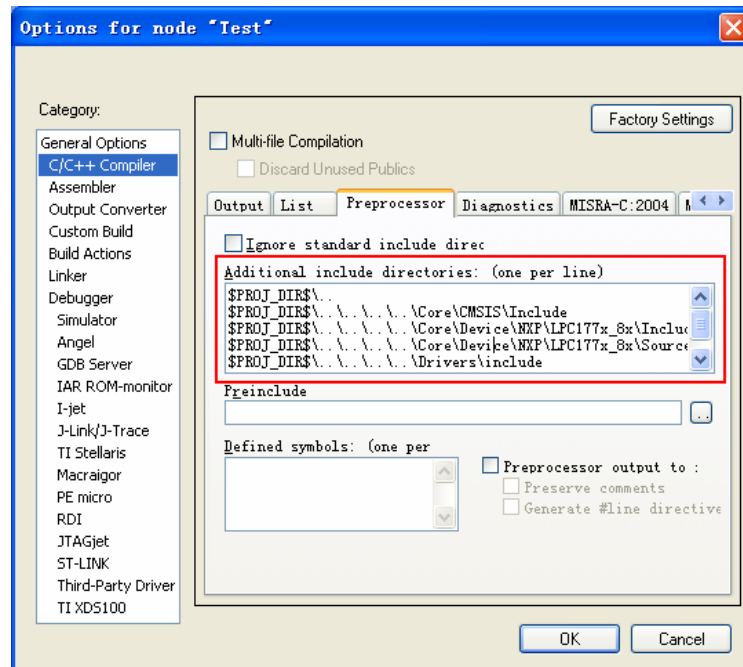 Options for node "Test"
Category:
General Options
C/C++ Compiler
Assembler
Output Converter
Custom Build
Build Actions
Linker
Debugger
Simulator
Angel
GDB Server
IAR ROM-monitor
I-jet
J-Link/J-Trace
TI Stellaris
Macraigor
PE micro
RDI
JTAGjet
ST-LINK
Third-Party Driver
TI XDS100
Factory Settings
Multi-file Compilation
Discard Unused Publics
Output List Preprocessor Diagnostics MISRA-C:2004
Ignore standard include direc
Additional include directories: (one per line)
$PROJ_DIR$\..
$PROJ_DIR$\..\..\..\..\Core\CMSIS\Include
$PROJ_DIR$\..\..\..\..\Core\Device\NXP\LPC177x_8x\Incluc
$PROJ_DIR$\..\..\..\..\Core\Device\NXP\LPC177x_8x\Source
$PROJ_DIR$\..\..\..\..\Drivers\include
Preinclude
..
Defined symbols: (one per
Preprocessor output to :
Preserve comments
Generate #line directive
OK Cancel